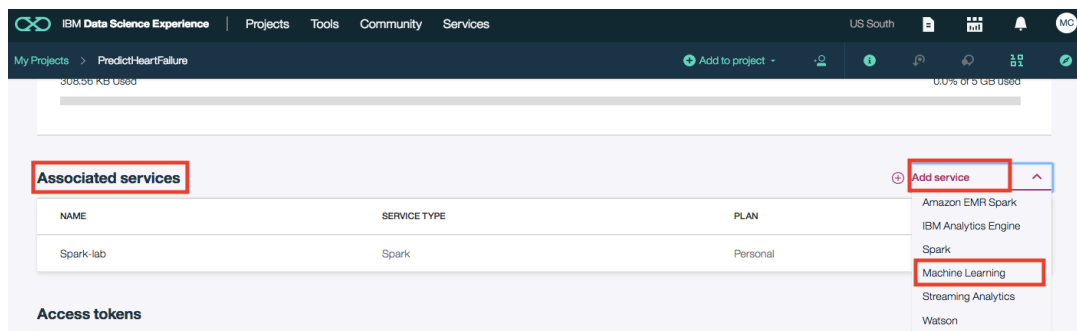 IBM Data Science Experience | Projects Tools Community Services US South MC
My Projects > PredictHeartFailure Add to project
308.56 KB Used 0.0% of 5 GB used
Associated services Add service
NAME SERVICE TYPE PLAN
Spark-lab Spark Personal
Amazon EMR Spark
IBM Analytics Engine
Spark
Machine Learning
Streaming Analytics
Watson
Access tokens